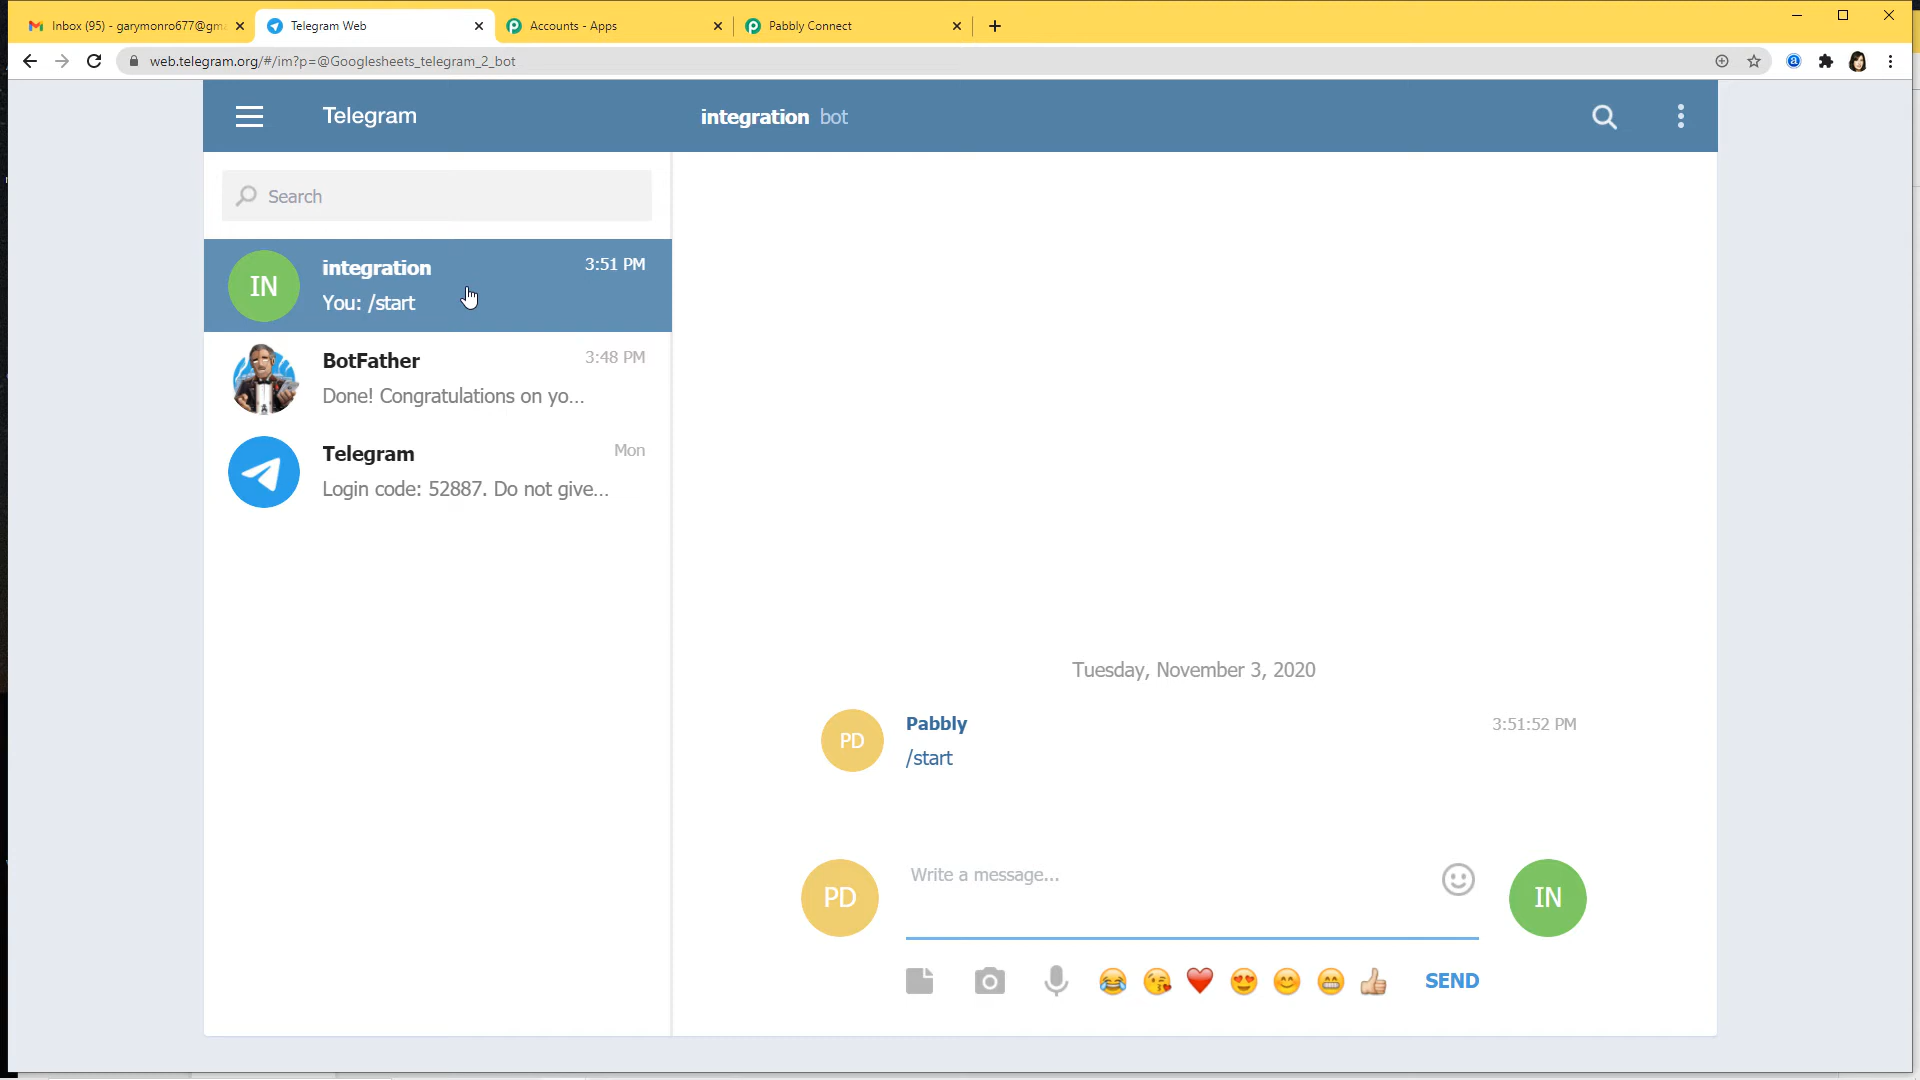 Inbox (95) - garymonro677@gm
Telegram Web
Accounts - Apps
Pabbly Connect
web.telegram.org/#/im?p=@Googlesheets_telegram_2_bot
Telegram
integration bot
Search
IN
integration
3:51 PM
You: /start
BotFather
3:48 PM
Done! Congratulations on yo...
Telegram
Mon
Login code: 52887. Do not give...
Tuesday, November 3, 2020
PD
Pabbly
3:51:52 PM
/start
PD
Write a message...
IN
SEND